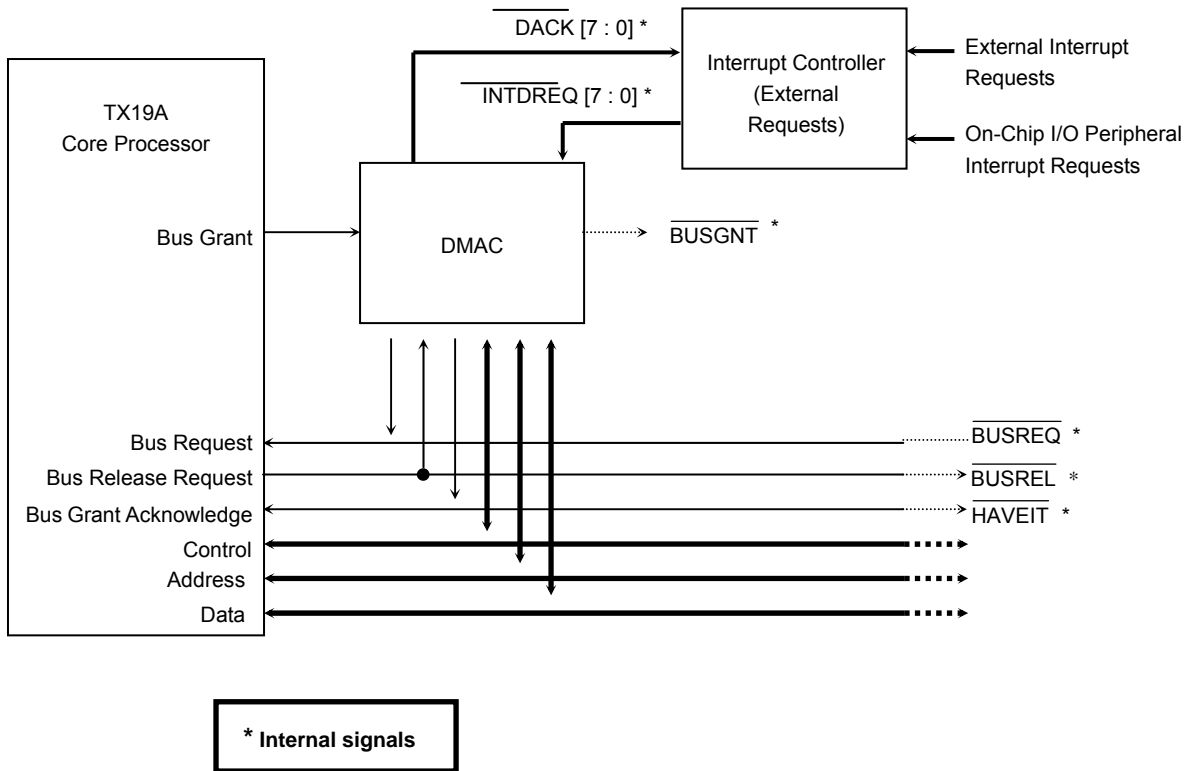 DACK [7 : 0] *
INTDREQ [7 : 0] *
Interrupt Controller
(External
Requests)
External Interrupt
Requests
On-Chip I/O Peripheral
Interrupt Requests
TX19A
Core Processor
Bus Grant
DMAC
BUSGNT *
Bus Request
BUSREQ *
Bus Release Request
BUSREL *
Bus Grant Acknowledge
HAVEIT *
Control
Address
Data
* Internal signals